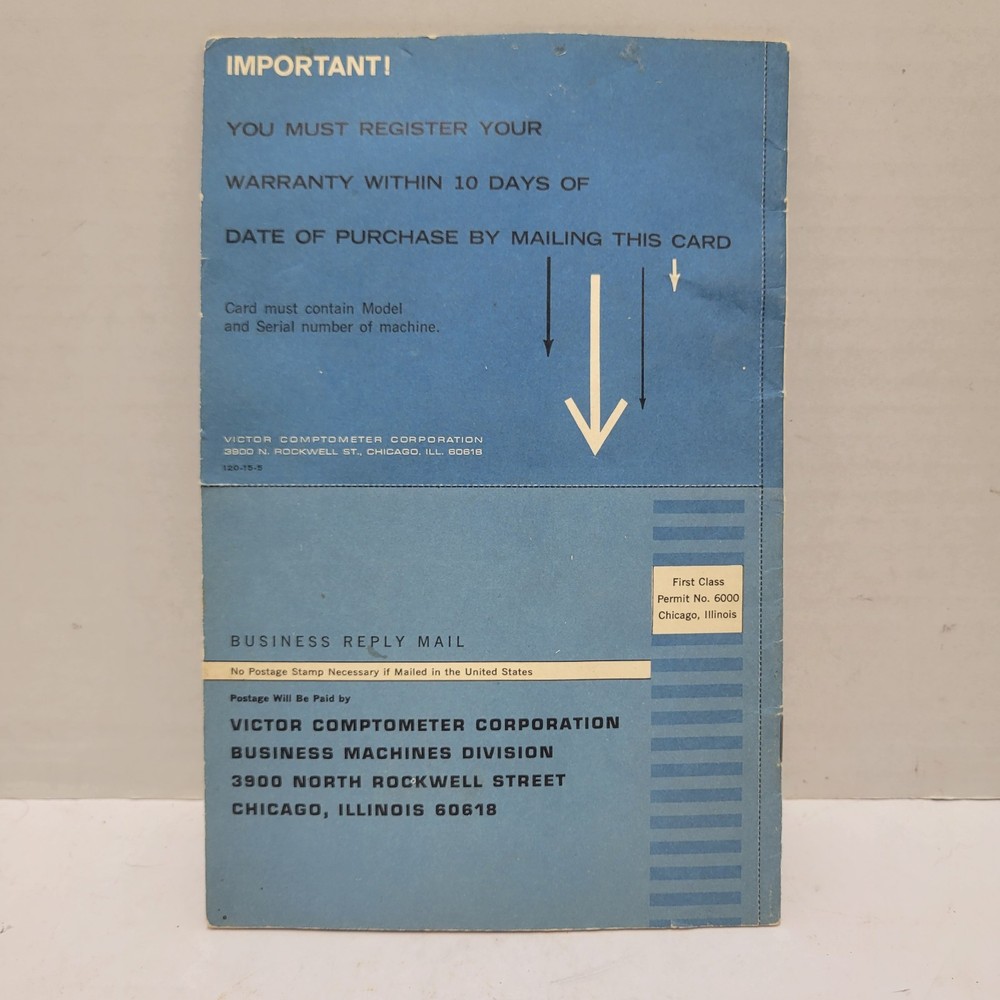 IMPORTANT!
YOU MUST REGISTER YOUR
WARRANTY WITHIN 10 DAYS OF
DATE OF PURCHASE BY MAILING THIS CARD
Card must contain Model
and Serial number of machine.
VICTOR COMPTOMETER CORPORATION
3900 N. ROCKWELL ST., CHICAGO, ILL. 60618
120-15-5
First Class
Permit No. 6000
Chicago, Illinois
BUSINESS REPLY MAIL
No Postage Stamp Necessary if Mailed in the United States
Postage Will Be Paid by
VICTOR COMPTOMETER CORPORATION
BUSINESS MACHINES DIVISION
3900 NORTH ROCKWELL STREET
CHICAGO, ILLINOIS 60618